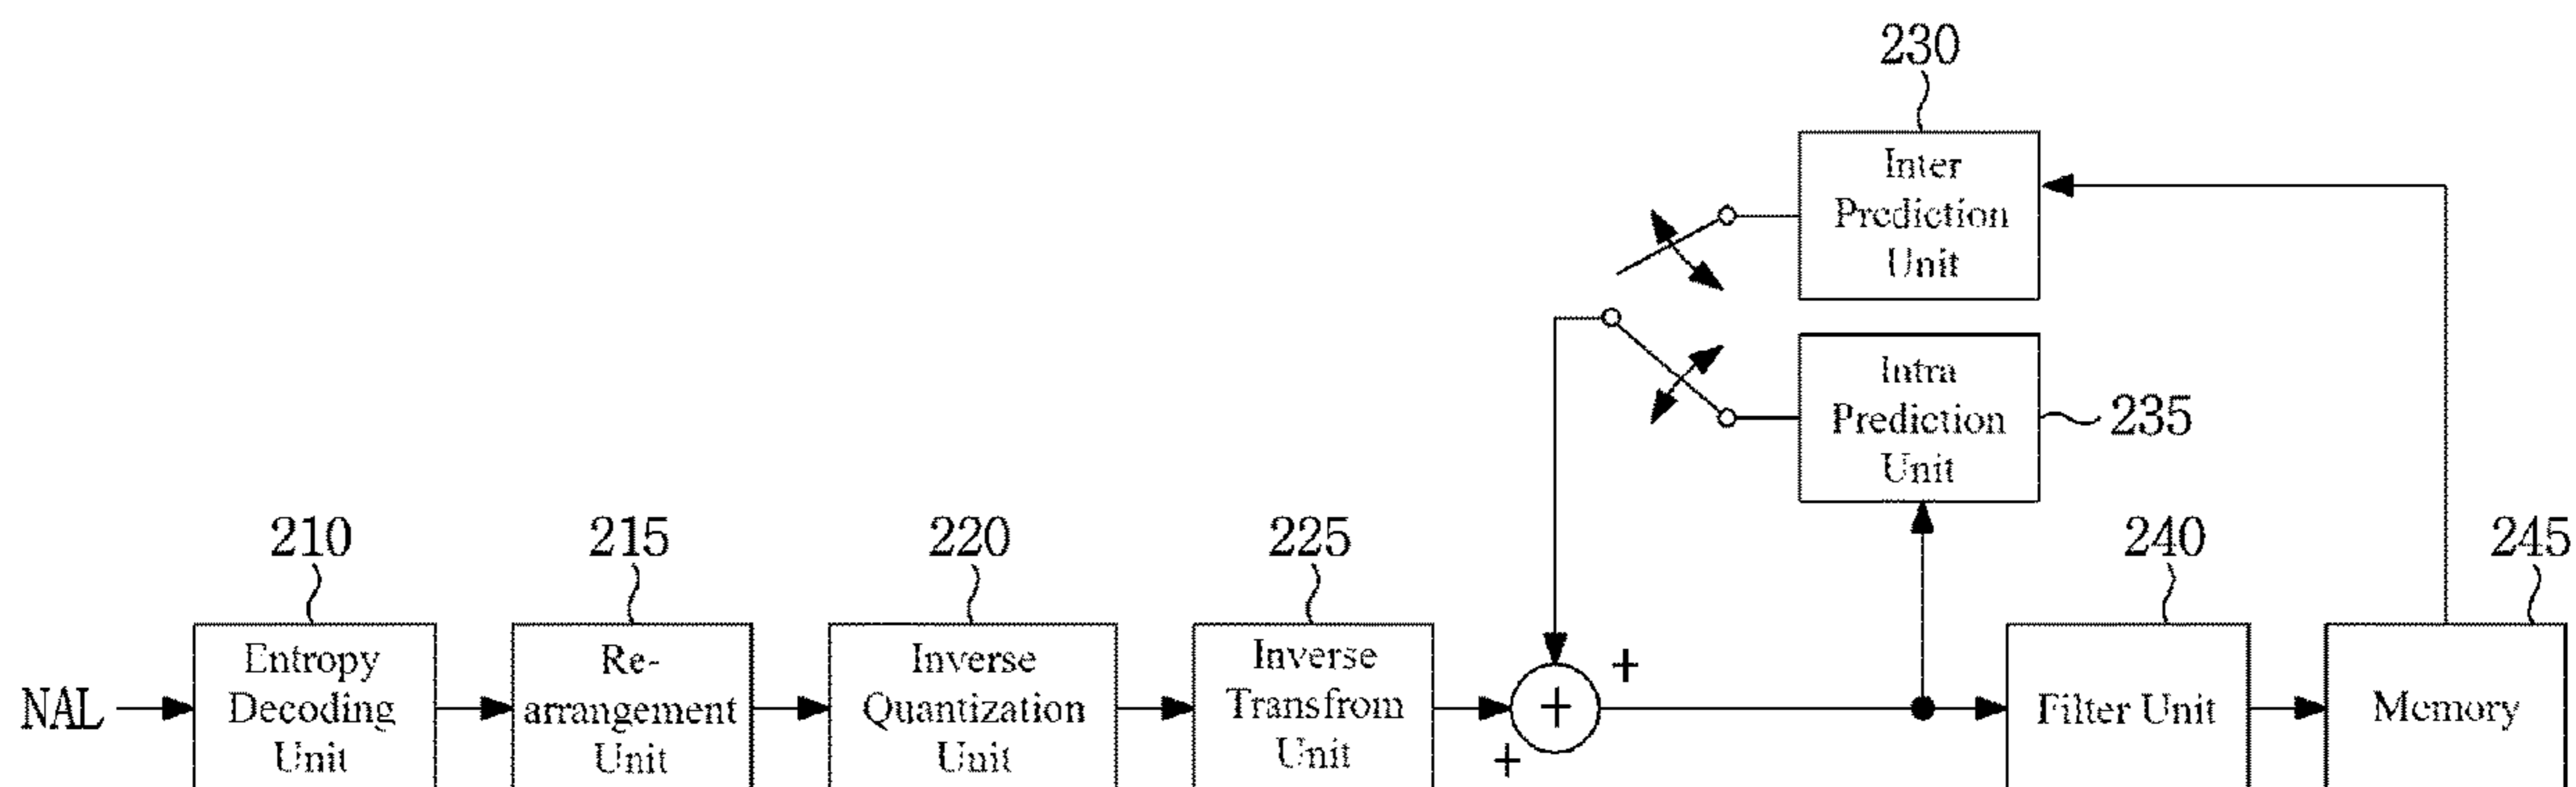 230
Inter
Prediction
Unit
Intra
Prediction
Unit
235
210
215
220
225
240
245
NAL
Entropy
Decoding
Unit
Re-
arrangement
Unit
Inverse
Quantization
Unit
Inverse
Transfrom
Unit
+
+
+
Filter Unit
Memory